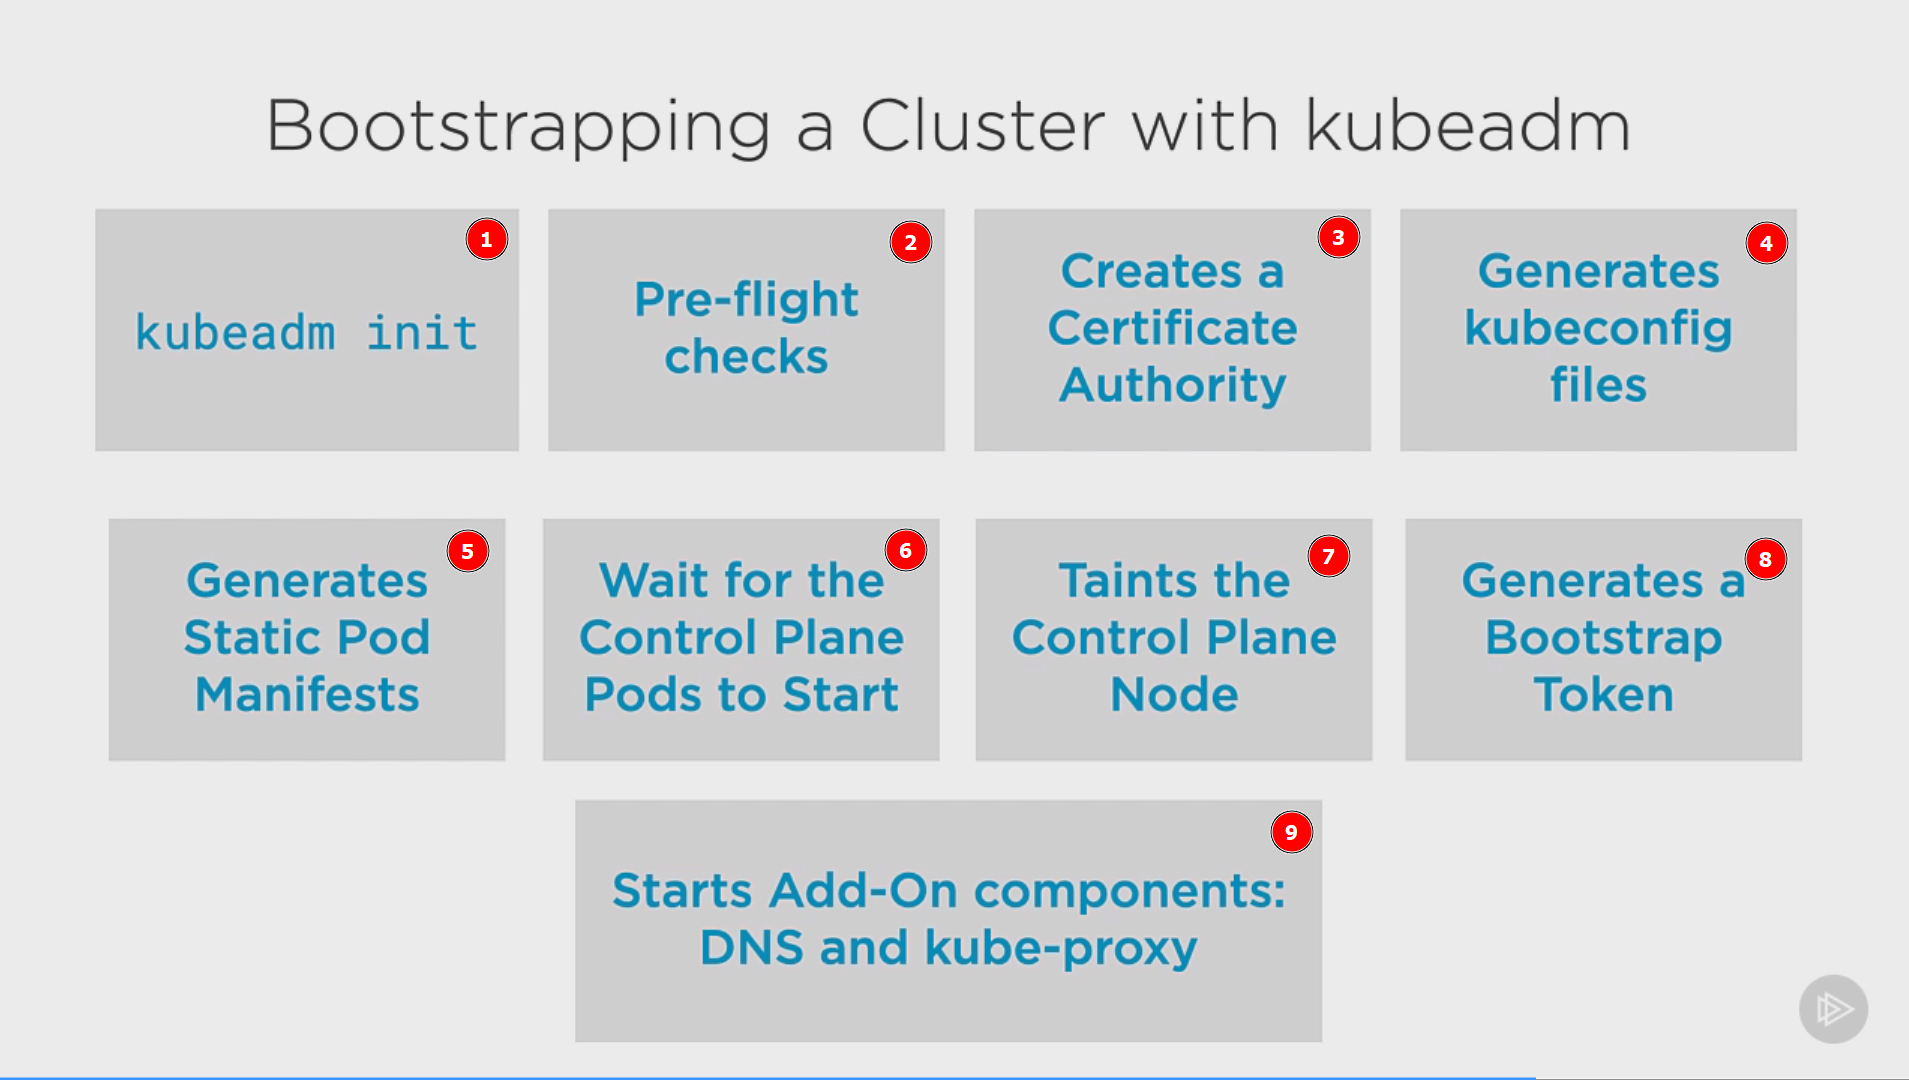 Bootstrapping a Cluster with kubeadm
1
kubeadm init
2
Pre-flight
checks
3
Creates a
Certificate
Authority
4
Generates
kubeconfig
files
5
Generates
Static Pod
Manifests
6
Wait for the
Control Plane
Pods to Start
7
Taints the
Control Plane
Node
8
Generates a
Bootstrap
Token
9
Starts Add-On components:
DNS and kube-proxy